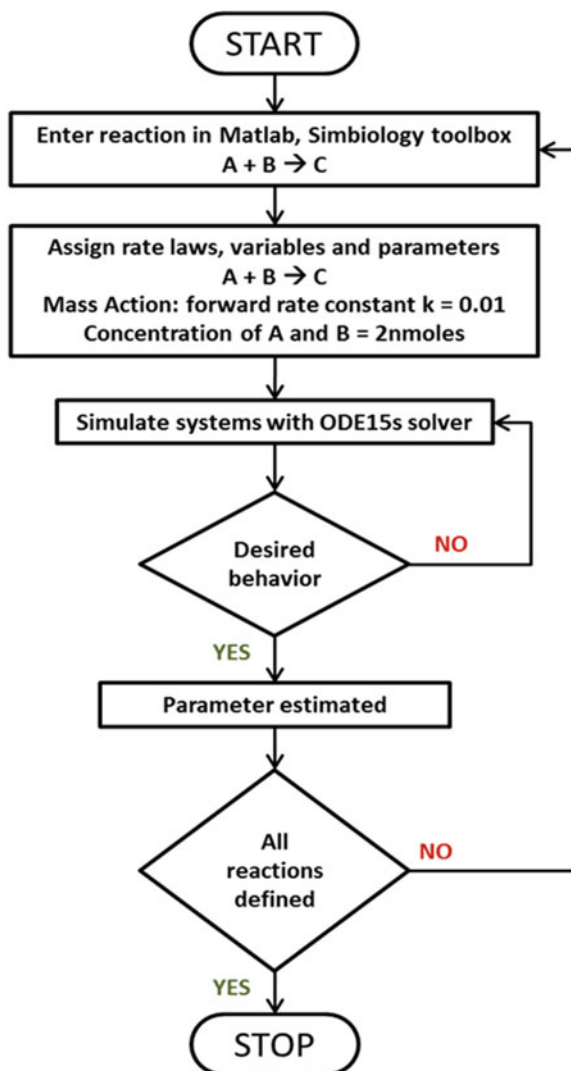 START
Enter reaction in Matlab, Simbiology toolbox
A + B → C
Assign rate laws, variables and parameters
A + B → C
Mass Action: forward rate constant k = 0.01
Concentration of A and B = 2nmoles
Simulate systems with ODE15s solver
Desired
behavior
NO
YES
Parameter estimated
All
reactions
defined
NO
YES
STOP